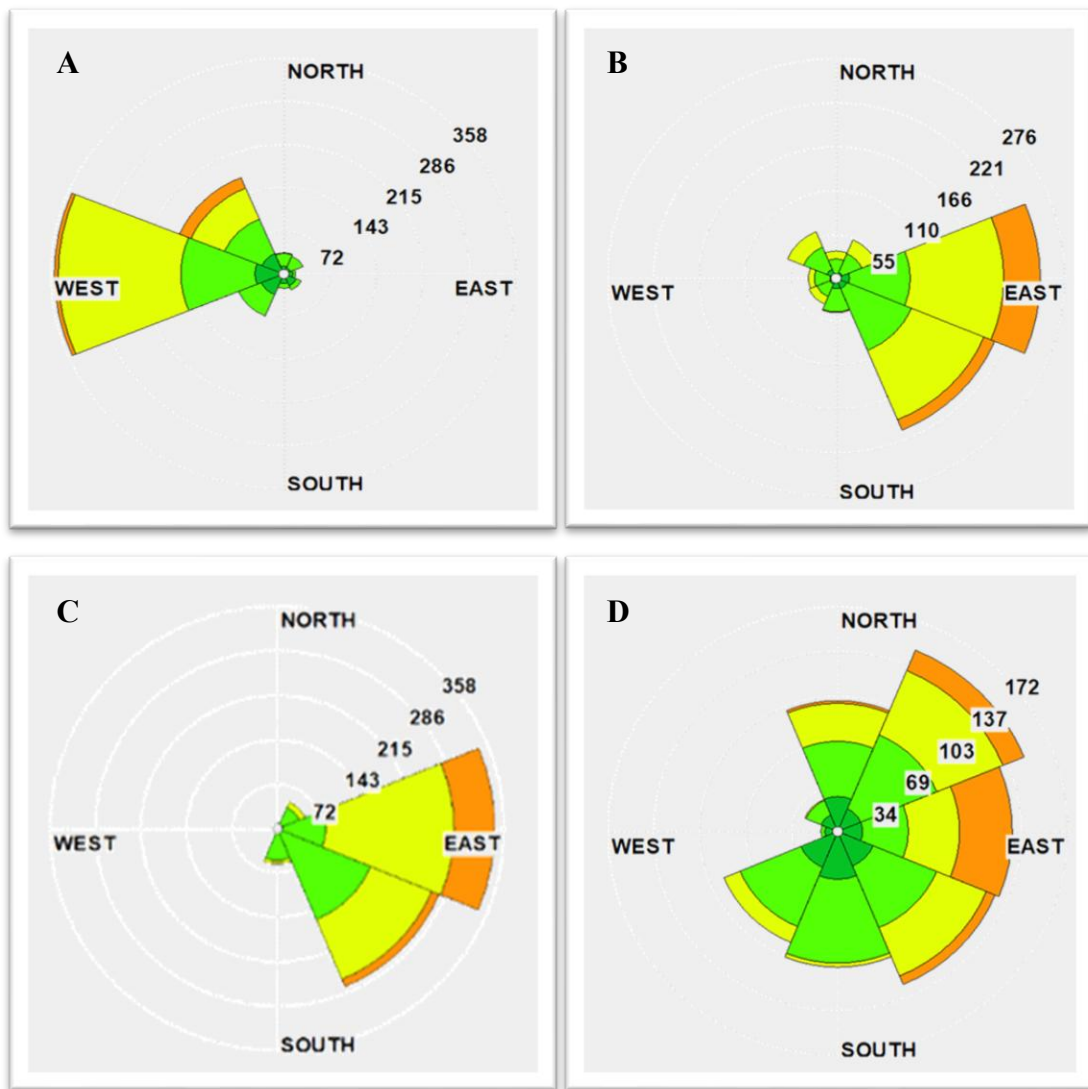 A
NORTH
358
286
215
143
72
WEST
EAST
SOUTH
B
NORTH
276
221
166
110
55
WEST
EAST
SOUTH
C
NORTH
358
286
215
143
72
WEST
EAST
SOUTH
D
NORTH
172
137
103
69
34
WEST
EAST
SOUTH